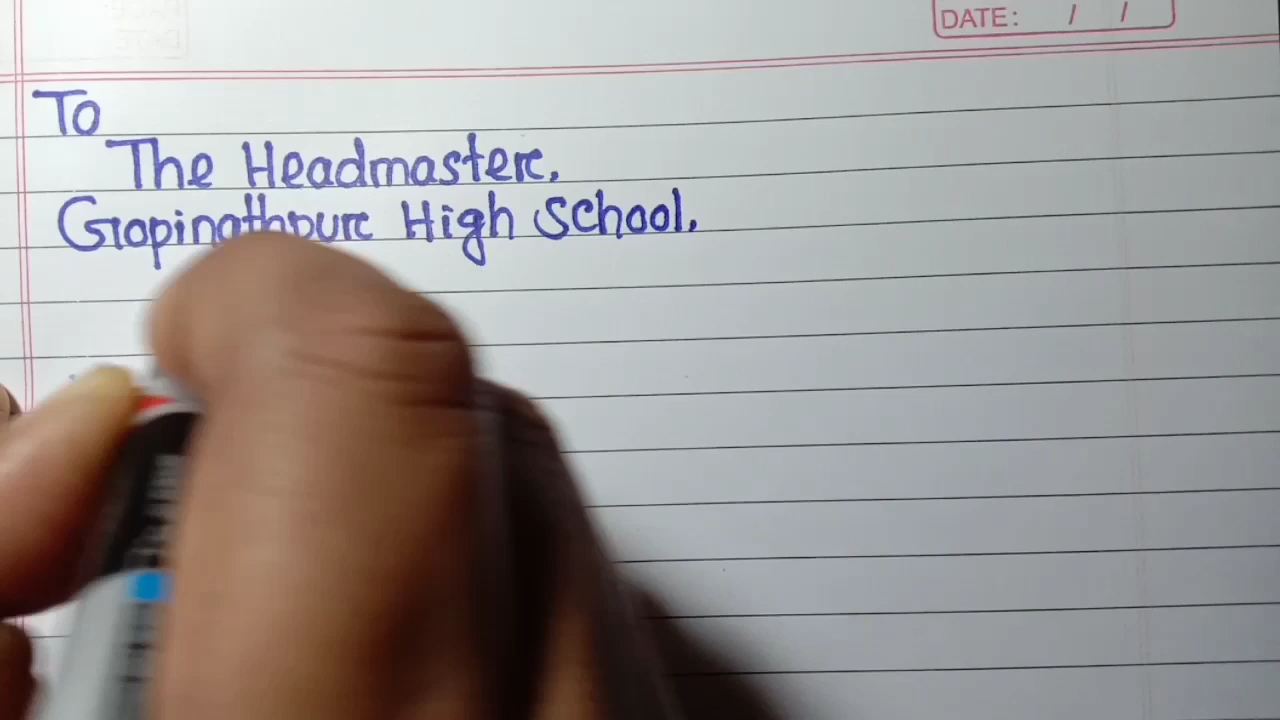 DATE: / /
To
The Headmaster,
Gopinathpur High School.